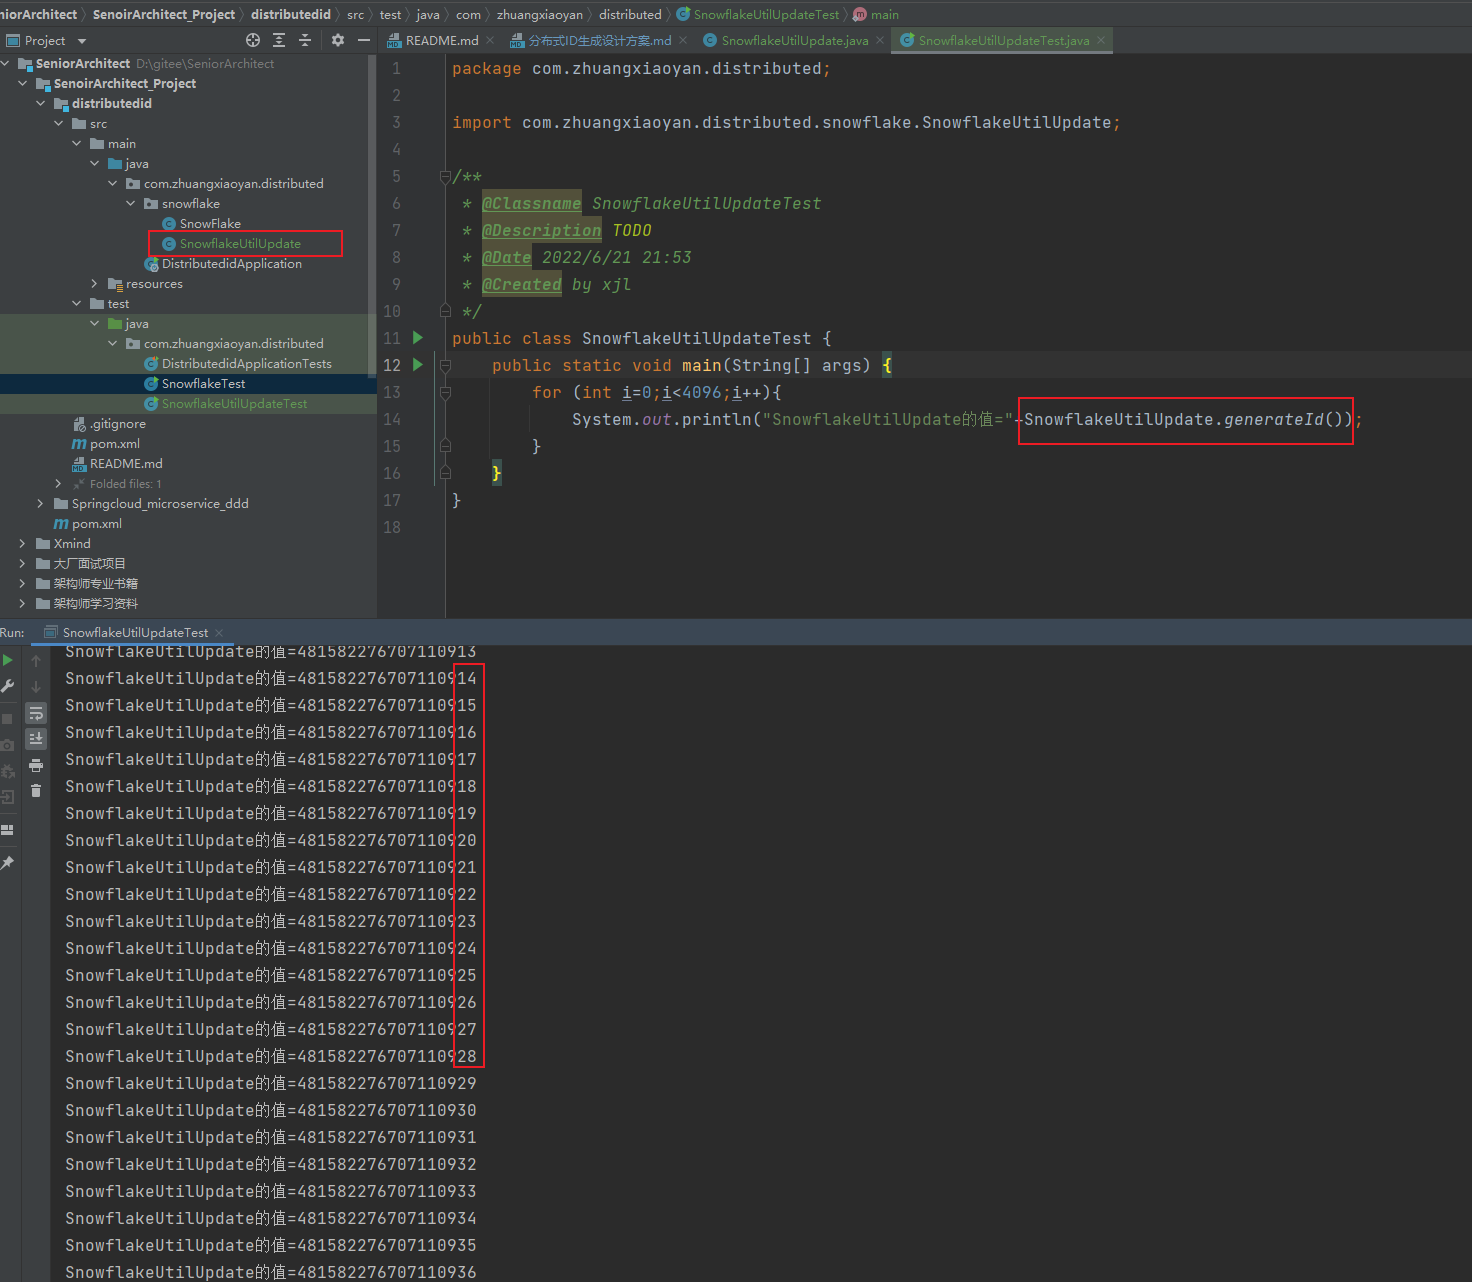 niorArchitect SenoirArchitect_Project distributedid src test java com zhuangxiaoyan distributed SnowflakeUtilUpdateTest main
Project
README.md
分布式ID生成设计方案.md
SnowflakeUtilUpdate.java
SnowflakeUtilUpdateTest.java
SeniorArchitect D:\gitee\SeniorArchitect
SenoirArchitect_Project
distributedid
src
main
java
com.zhuangxiaoyan.distributed
snowflake
SnowFlake
SnowflakeUtilUpdate
DistributedidApplication
resources
test
java
com.zhuangxiaoyan.distributed
DistributedidApplicationTests
SnowflakeTest
SnowflakeUtilUpdateTest
.gitignore
pom.xml
README.md
Folded files: 1
Springcloud_microservice_ddd
pom.xml
Xmind
大厂面试项目
架构师专业书籍
架构师学习资料
1 package com.zhuangxiaoyan.distributed;
2
3 import com.zhuangxiaoyan.distributed.snowflake.SnowflakeUtilUpdate;
4
5 /**
6 * @Classname SnowflakeUtilUpdateTest
7 * @Description TODO
8 * @Date 2022/6/21 21:53
9 * @Created by xjl
10 */
11 public class SnowflakeUtilUpdateTest {
12 public static void main(String[] args) {
13 for (int i=0;i<4096;i++){
14 System.out.println("SnowflakeUtilUpdate的值="+SnowflakeUtilUpdate.generateId());
15 }
16 }
17 }
18
Run: SnowflakeUtilUpdateTest
SnowflakeUtilUpdate的值=481582276707110913
SnowflakeUtilUpdate的值=481582276707110914
SnowflakeUtilUpdate的值=481582276707110915
SnowflakeUtilUpdate的值=481582276707110916
SnowflakeUtilUpdate的值=481582276707110917
SnowflakeUtilUpdate的值=481582276707110918
SnowflakeUtilUpdate的值=481582276707110919
SnowflakeUtilUpdate的值=481582276707110920
SnowflakeUtilUpdate的值=481582276707110921
SnowflakeUtilUpdate的值=481582276707110922
SnowflakeUtilUpdate的值=481582276707110923
SnowflakeUtilUpdate的值=481582276707110924
SnowflakeUtilUpdate的值=481582276707110925
SnowflakeUtilUpdate的值=481582276707110926
SnowflakeUtilUpdate的值=481582276707110927
SnowflakeUtilUpdate的值=481582276707110928
SnowflakeUtilUpdate的值=481582276707110929
SnowflakeUtilUpdate的值=481582276707110930
SnowflakeUtilUpdate的值=481582276707110931
SnowflakeUtilUpdate的值=481582276707110932
SnowflakeUtilUpdate的值=481582276707110933
SnowflakeUtilUpdate的值=481582276707110934
SnowflakeUtilUpdate的值=481582276707110935
SnowflakeUtilUpdate的值=481582276707110936